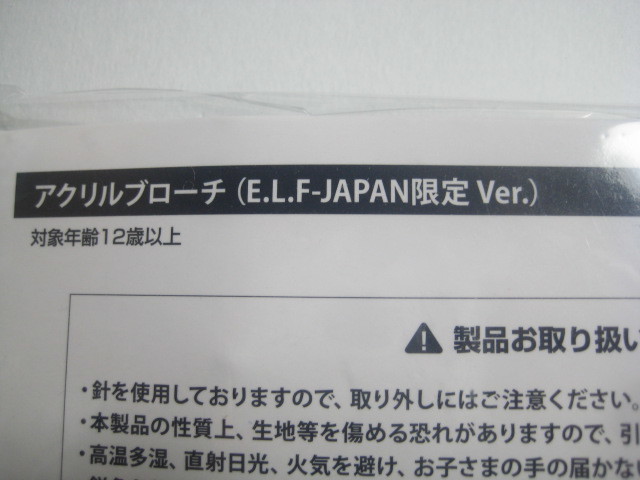 アクリルブローチ（E.L.F-JAPAN限定 Ver.）
対象年齢12歳以上
⚠ 製品お取り扱い
・針を使用しておりますので、取り外しにはご注意ください。
・本製品の性質上、生地等を傷める恐れがありますので、引
・高温多湿、直射日光、火気を避け、お子さまの手の届かない